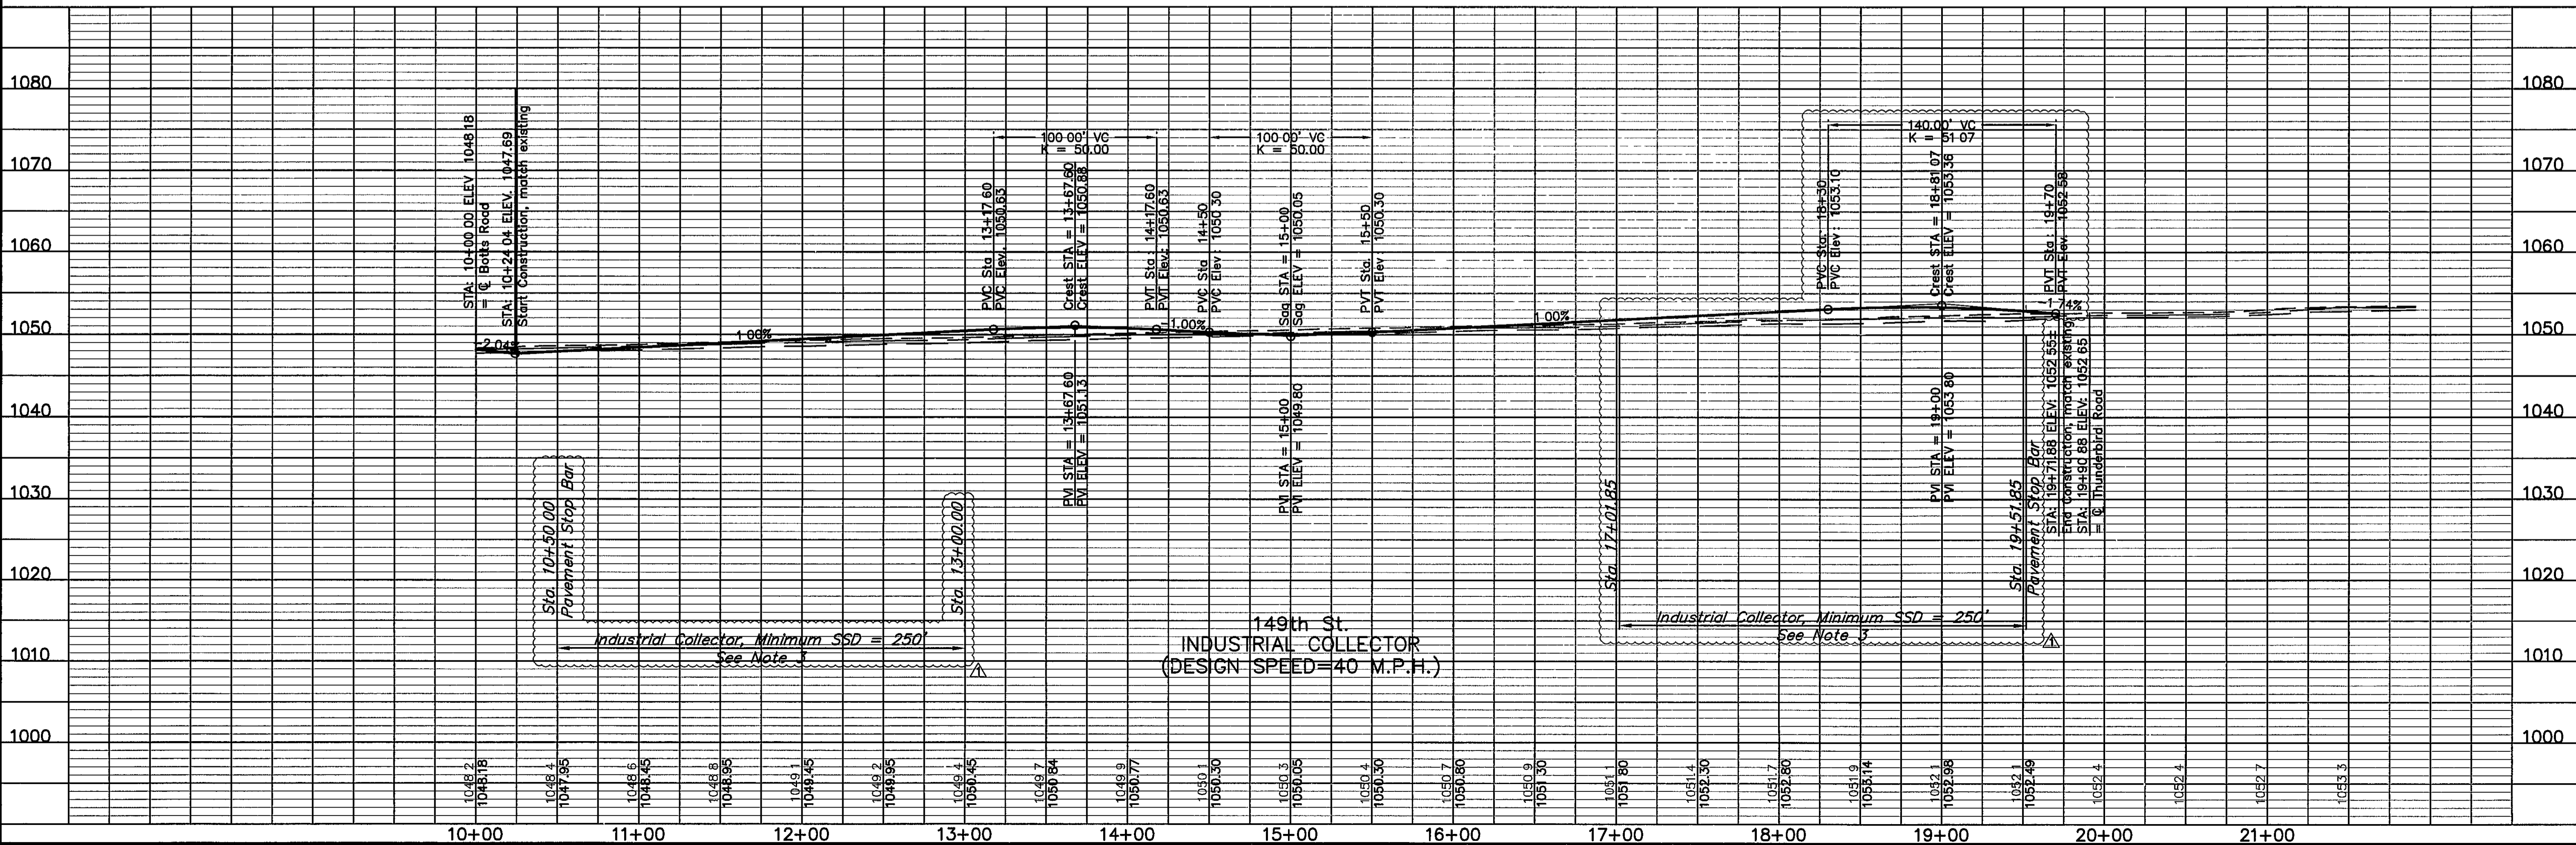 1080
1070
1060
1050
1040
1030
1020
1010
1000
STA: 10+00 00 ELEV 1048 18
= ℄ Botts Road
STA: 10+24 04 ELEV. 1047.69
Start Construction, match existing
-2.04%
1 00%
100 00' VC
K = 50.00
PVC Sta 13+17 60
PVC Elev. 1050.63
Crest STA = 13+67.60
Crest ELEV = 1050.88
PVT Sta : 14+17.60
PVT Elev.: 1050.63
-1.00%
PVI STA = 13+67 60
PVI ELEV = 1051.13
100 00' VC
K = 50.00
PVC Sta 14+50
PVC Elev : 1050 30
Sag STA = 15+00
Sag ELEV = 1050.05
PVT Sta. 15+50
PVT Elev : 1050.30
PVI STA = 15+00
PVI ELEV = 1049.80
1 00%
140.00' VC
K = 51 07
PVC Sta. 18+30
PVC Elev : 1053.10
Crest STA = 18+81 07
Crest ELEV = 1053.36
PVT Sta : 19+70
PVT Elev 1052 58
-1.74%
PVI STA = 19+00
PVI ELEV = 1053 80
STA: 19+71.88 ELEV: 1052 55±
End Construction, match existing
STA: 19+90 88 ELEV: 1052 65
= ℄ Thunderbird Road
Sta. 10+50 00
Pavement Stop Bar
Sta. 13+00.00
Industrial Collector, Minimum SSD = 250'
See Note 3
1
149th St.
INDUSTRIAL COLLECTOR
(DESIGN SPEED=40 M.P.H.)
Sta. 17+01.85
Sta. 19+51.85
Pavement Stop Bar
Industrial Collector, Minimum SSD = 250'
See Note 3
1
1080
1070
1060
1050
1040
1030
1020
1010
1000
1048 2
1048.18
1048 4
1047.95
1048 6
1048.45
1048 8
1048.95
1049 1
1049.45
1049 2
1049.95
1049 4
1050.45
1049 7
1050 84
1049 9
1050.77
1050 1
1050.30
1050 3
1050.05
1050 4
1050.30
1050 7
1050.80
1050 9
1051 30
1051 1
1051 80
1051.4
1052.30
1051.7
1052.80
1051 9
1053.14
1052 1
1052.98
1052 1
1052.49
1052 4
1052 4
1052 7
1053 3
10+00
11+00
12+00
13+00
14+00
15+00
16+00
17+00
18+00
19+00
20+00
21+00